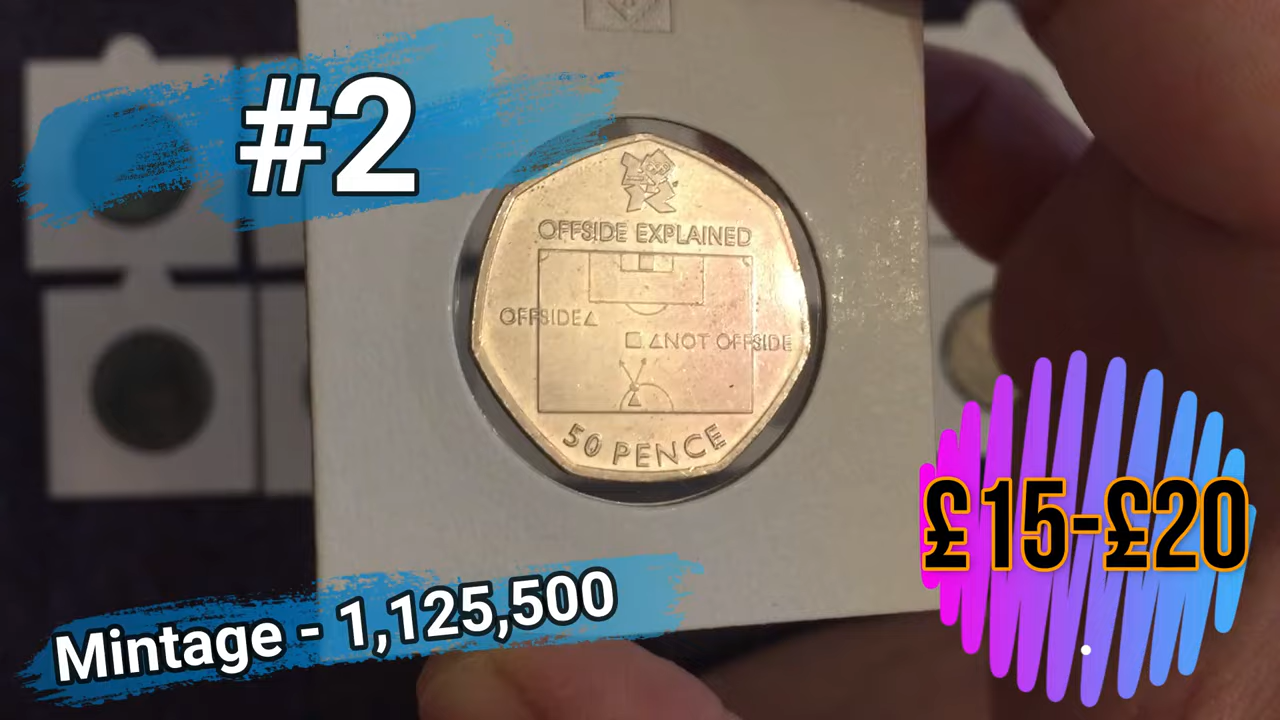 #2
OFFSIDE EXPLAINED
OFFSIDE
NOT OFFSIDE
50 PENCE
£15-£20
Mintage - 1,125,500